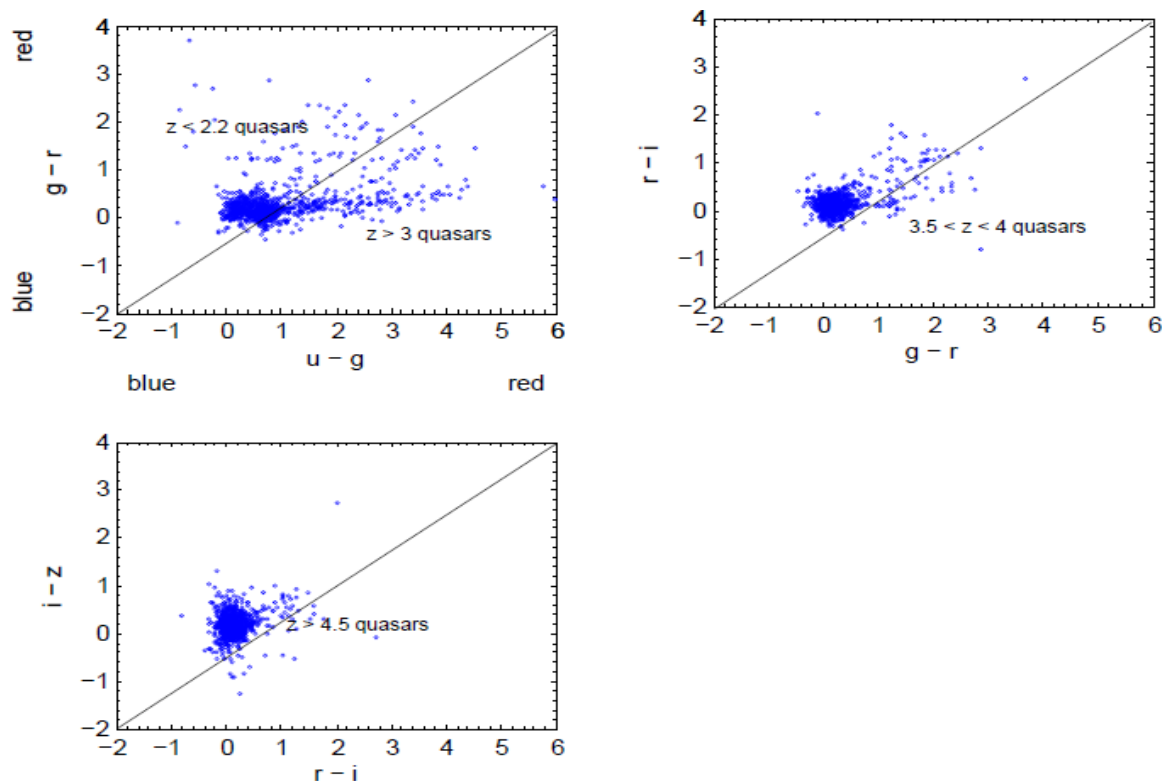 4
3
2
1
0
−1
−2
red
g − r
blue
z < 2.2 quasars
z > 3 quasars
−2 −1 0 1 2 3 4 5 6
u − g
blue red
4
3
2
1
0
−1
−2
r − i
3.5 < z < 4 quasars
−2 −1 0 1 2 3 4 5 6
g − r
4
3
2
1
0
−1
−2
i − z
z > 4.5 quasars
−2 −1 0 1 2 3 4 5 6
r − i